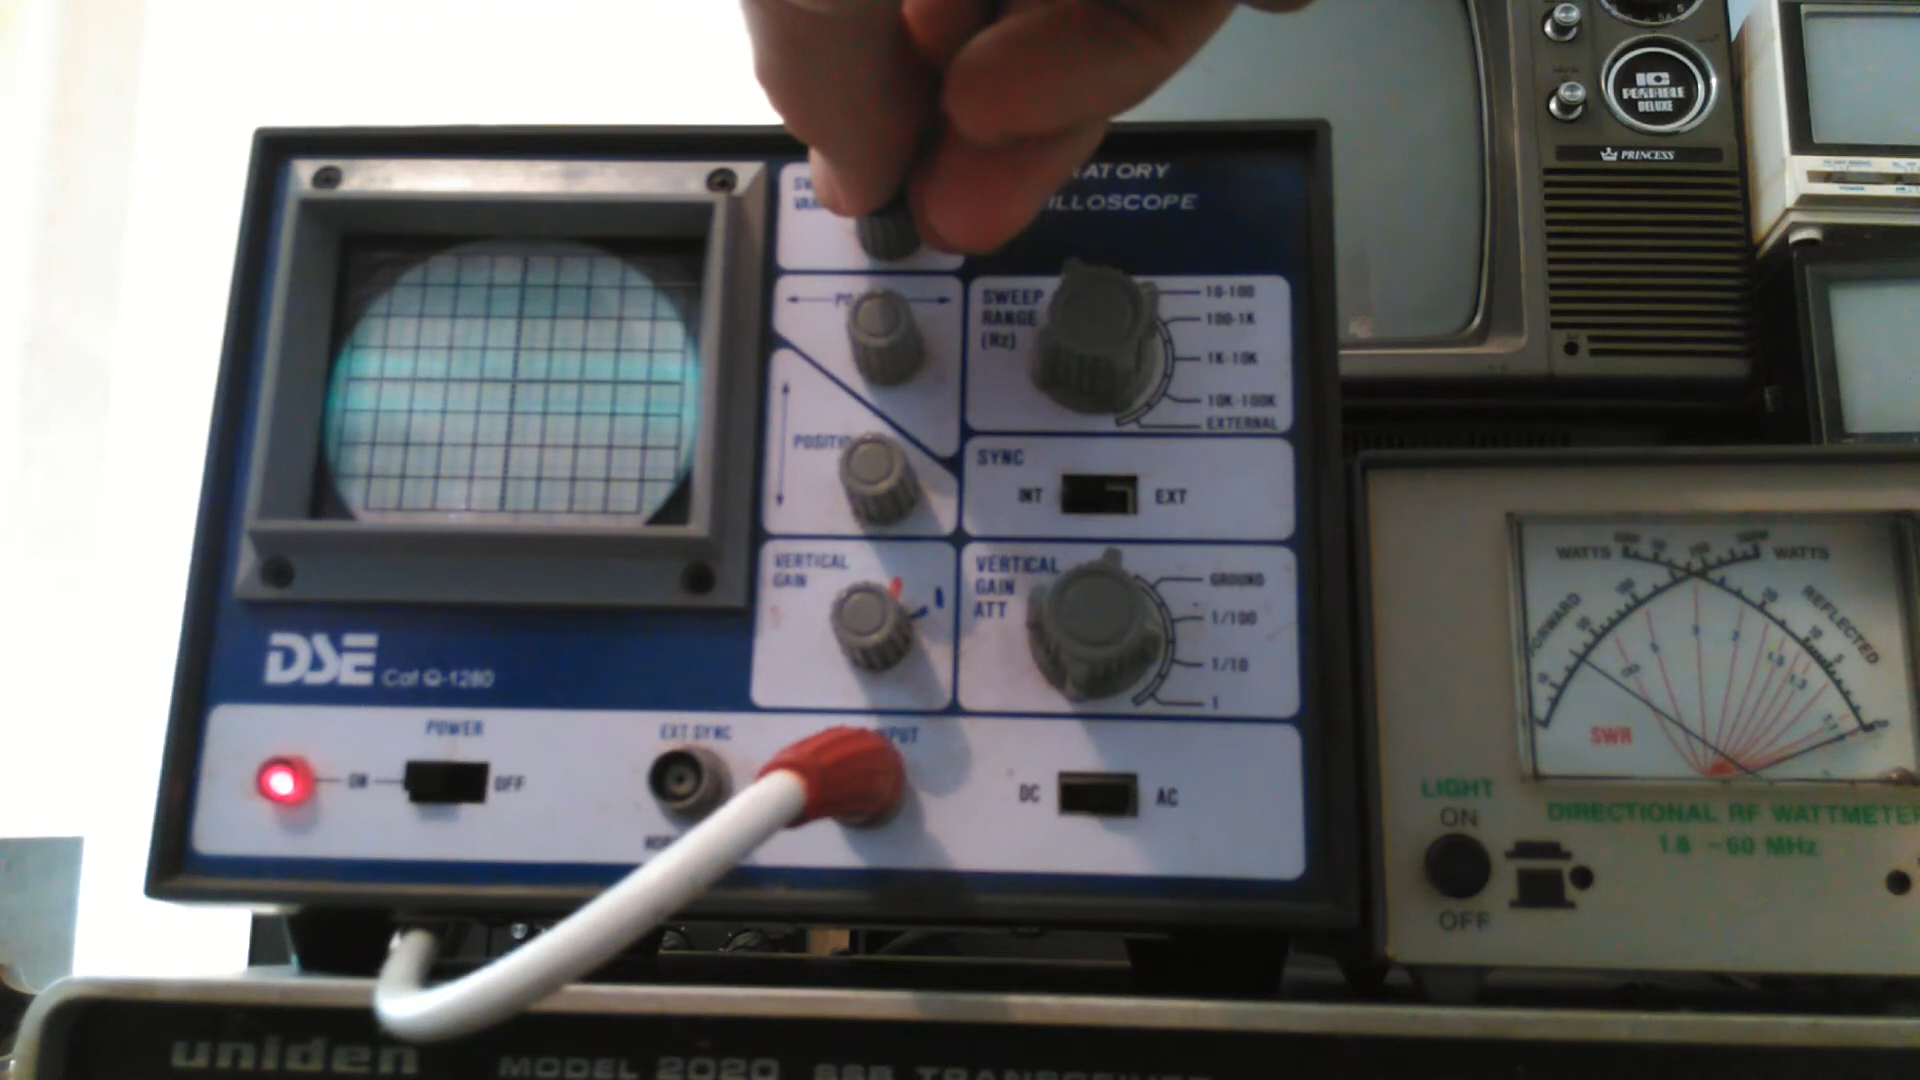 ATORY
ILLOSCOPE
SWEEP
RANGE
(Hz)
10-100
100-1K
1K-10K
10K-100K
EXTERNAL
SYNC
INT
EXT
VERTICAL
GAIN
VERTICAL
GAIN
ATT
GROUND
1/100
1/10
1
DSE Cat Q-1280
POWER
ON
OFF
EXT SYNC
DC
AC
IC
PORTABLE
DELUXE
PRINCESS
WATTS
WATTS
FORWARD
REFLECTED
SWR
LIGHT
ON
OFF
DIRECTIONAL RF WATTMETER
1.8 ~60 MHz
uniden
MODEL 2020 SSB TRANSCEIVER